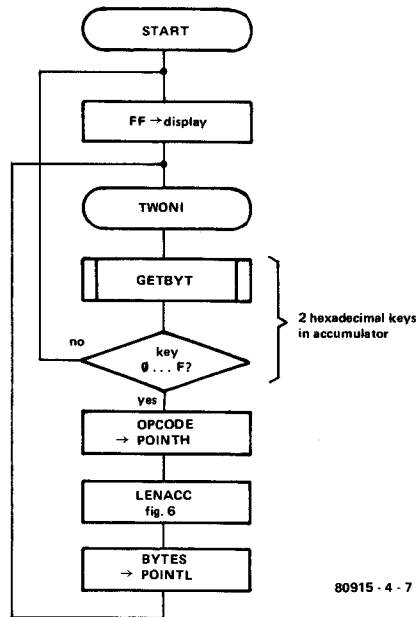 START
FF → display
TWONI
GETBYT
2 hexadecimal keys
in accumulator
no
key
0 ... F?
yes
OPCODE
→ POINTH
LENACC
fig. 6
BYTES
→ POINTL
80915 - 4 - 7